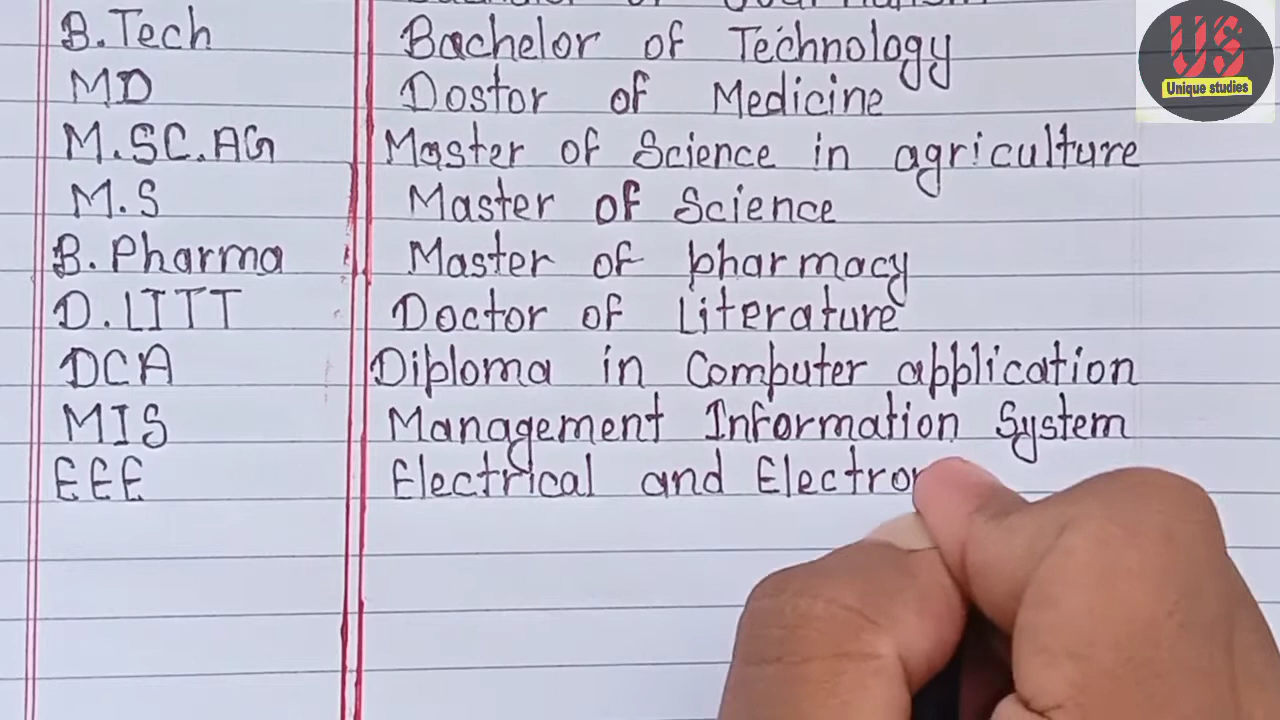 B.Tech Bachelor of Technology
MD Dostor of Medicine
M.SC.AG Master of Science in agriculture
M.S Master of Science
B. Pharma Master of pharmacy
D.LITT Doctor of Literature
DCA Diploma in Computer application
MIS Management Information System
EEE Electrical and
US
Unique studies